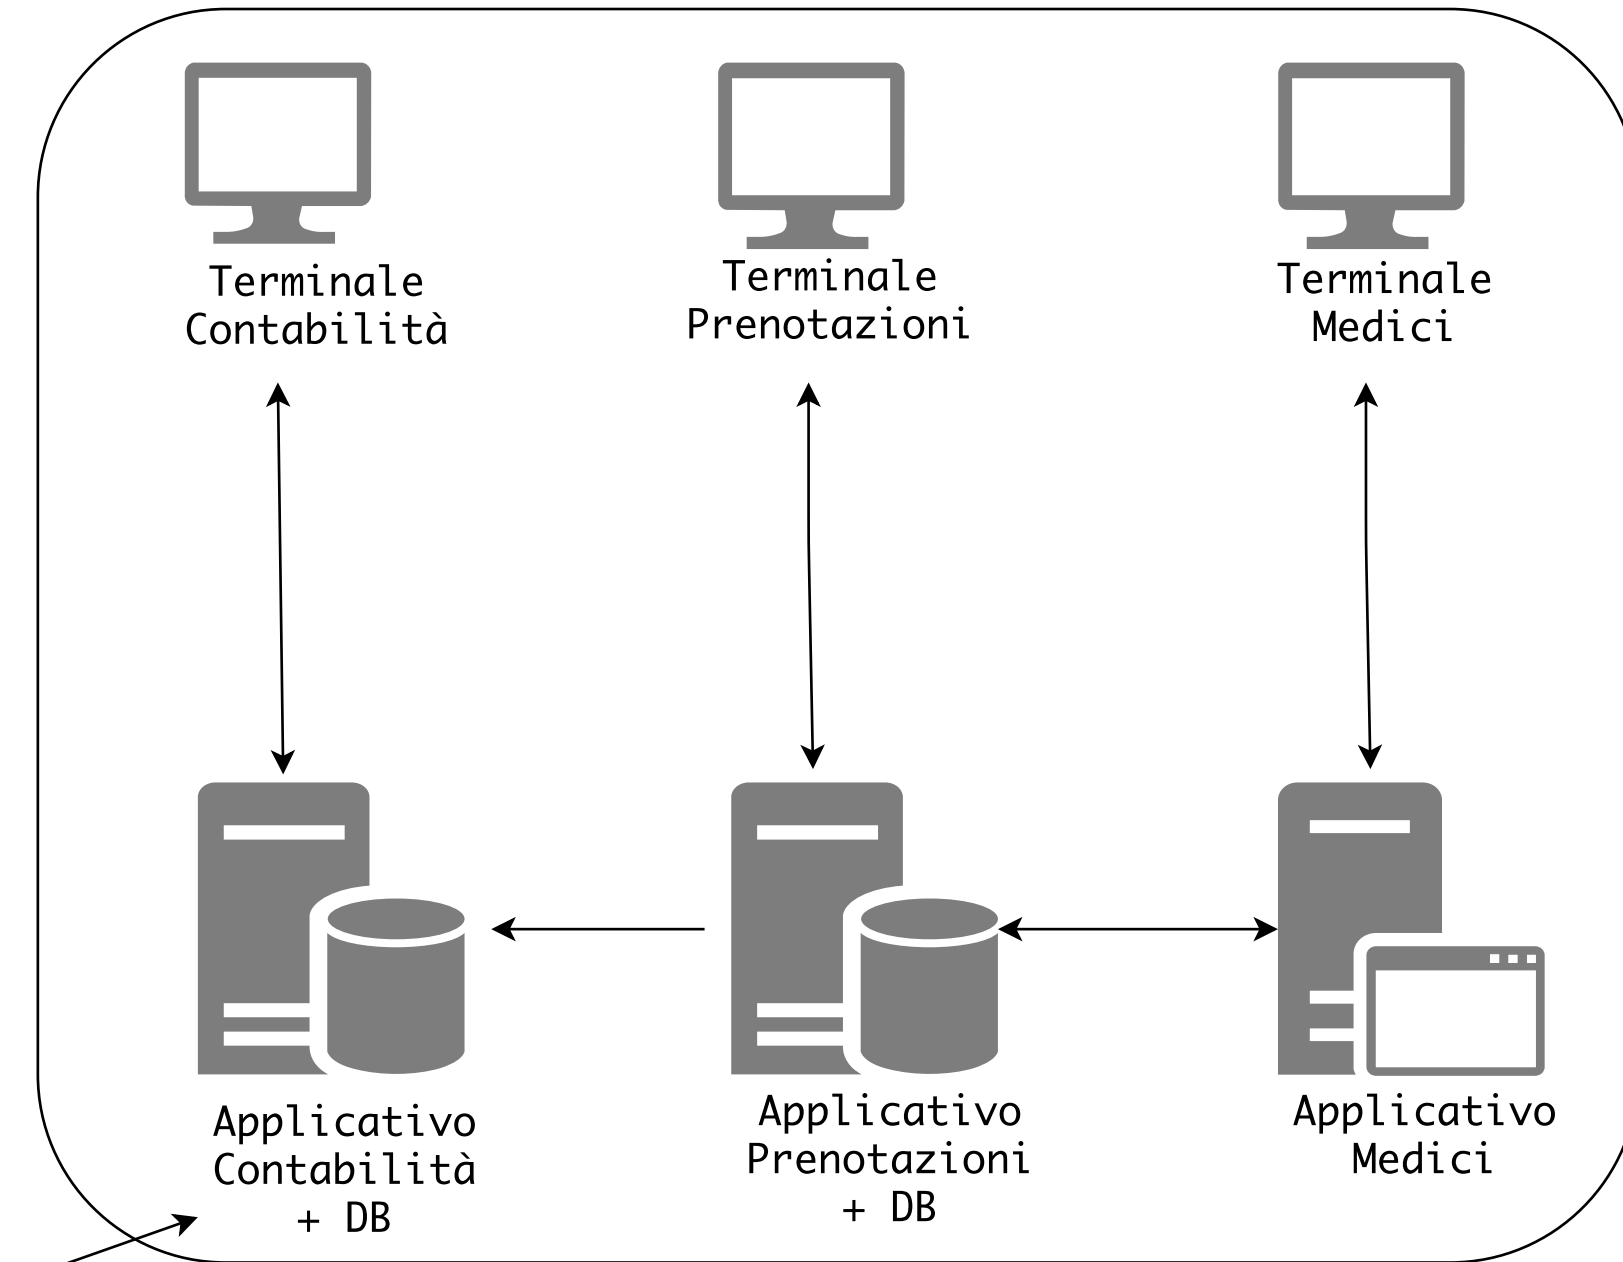 Terminale
Contabilità
Terminale
Prenotazioni
Terminale
Medici
Applicativo
Contabilità
+ DB
Applicativo
Prenotazioni
+ DB
Applicativo
Medici